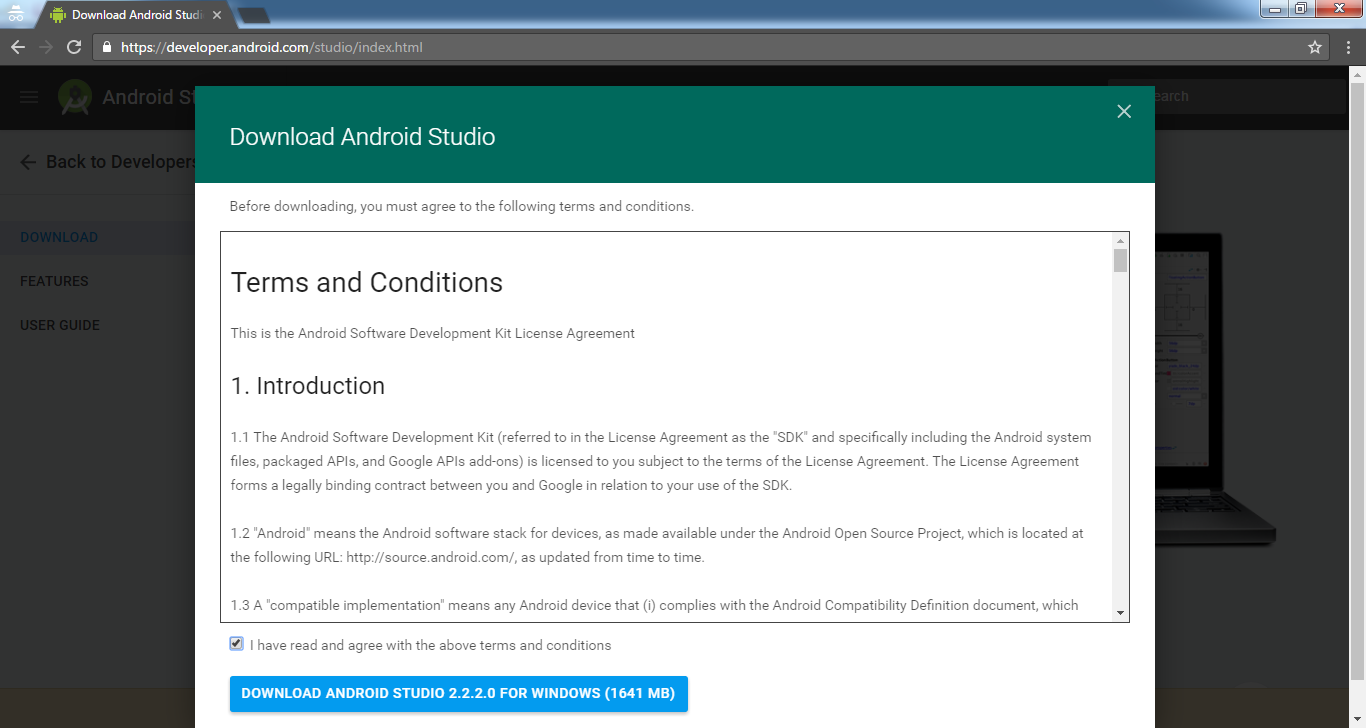 Download Android Studi
https://developer.android.com/studio/index.html
Android St
earch
Download Android Studio
Back to Developers
Before downloading, you must agree to the following terms and conditions.
DOWNLOAD
FEATURES
USER GUIDE
Terms and Conditions
This is the Android Software Development Kit License Agreement
1. Introduction
1.1 The Android Software Development Kit (referred to in the License Agreement as the "SDK" and specifically including the Android system
files, packaged APIs, and Google APIs add-ons) is licensed to you subject to the terms of the License Agreement. The License Agreement
forms a legally binding contract between you and Google in relation to your use of the SDK.
1.2 "Android" means the Android software stack for devices, as made available under the Android Open Source Project, which is located at
the following URL: http://source.android.com/, as updated from time to time.
1.3 A "compatible implementation" means any Android device that (i) complies with the Android Compatibility Definition document, which
I have read and agree with the above terms and conditions
DOWNLOAD ANDROID STUDIO 2.2.2.0 FOR WINDOWS (1641 MB)